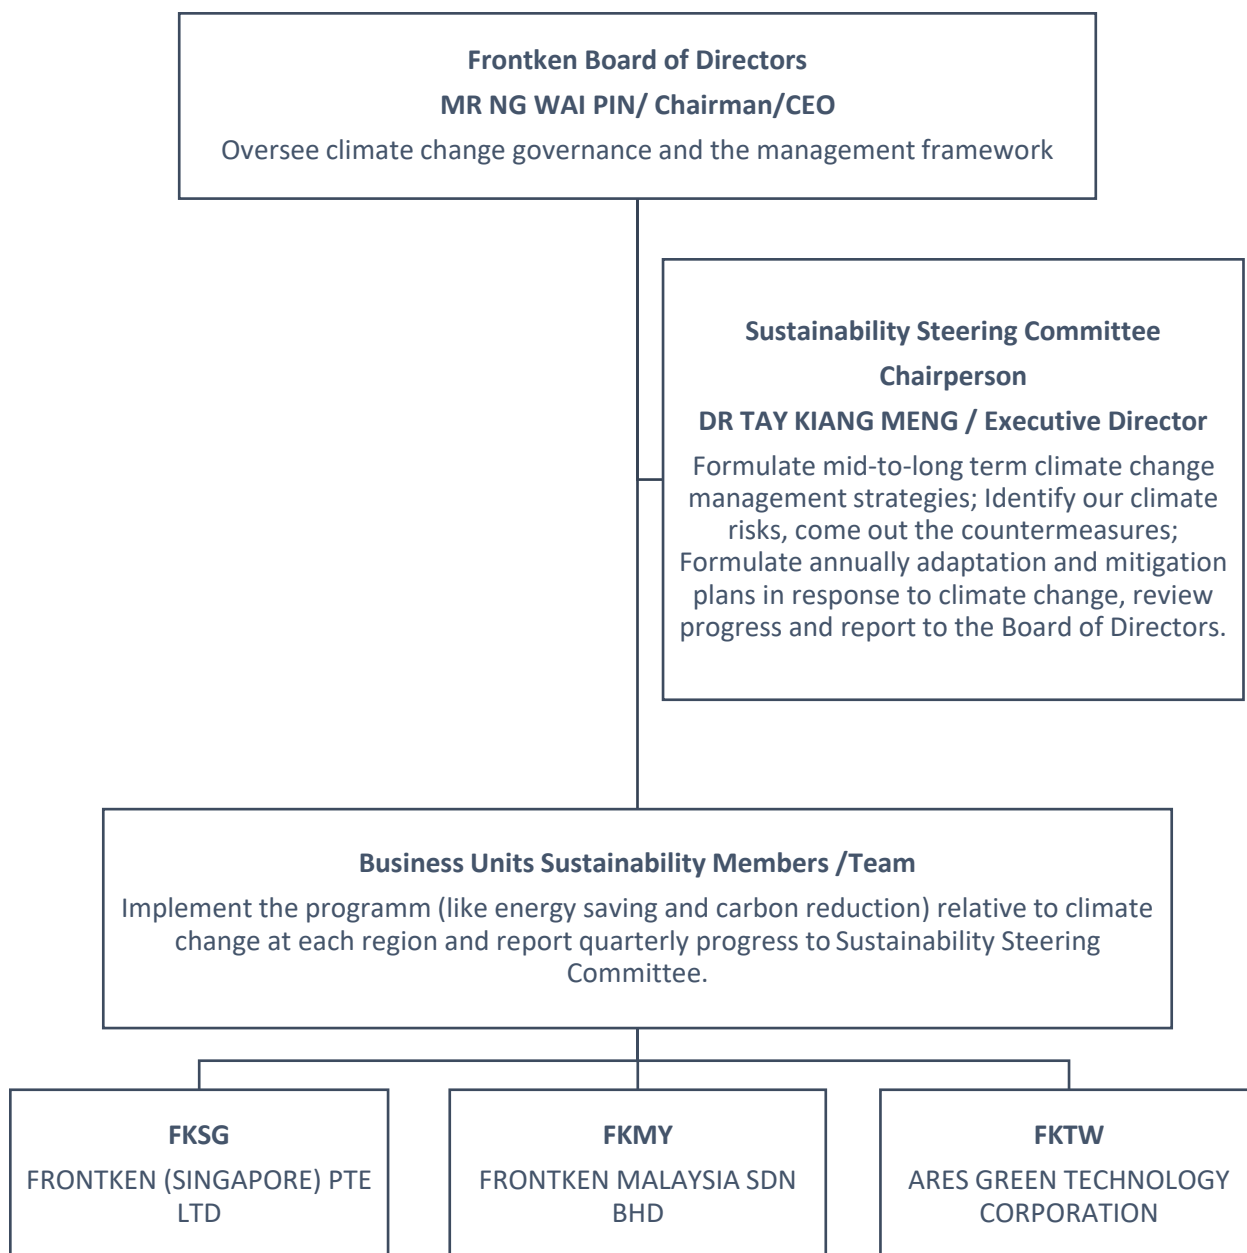 Frontken Board of Directors
MR NG WAI PIN/ Chairman/CEO
Oversee climate change governance and the management framework
Sustainability Steering Committee
Chairperson
DR TAY KIANG MENG / Executive Director
Formulate mid-to-long term climate change
management strategies; Identify our climate
risks, come out the countermeasures;
Formulate annually adaptation and mitigation
plans in response to climate change, review
progress and report to the Board of Directors.
Business Units Sustainability Members /Team
Implement the programm (like energy saving and carbon reduction) relative to climate
change at each region and report quarterly progress to Sustainability Steering
Committee.
FKSG
FRONTKEN (SINGAPORE) PTE
LTD
FKMY
FRONTKEN MALAYSIA SDN
BHD
FKTW
ARES GREEN TECHNOLOGY
CORPORATION